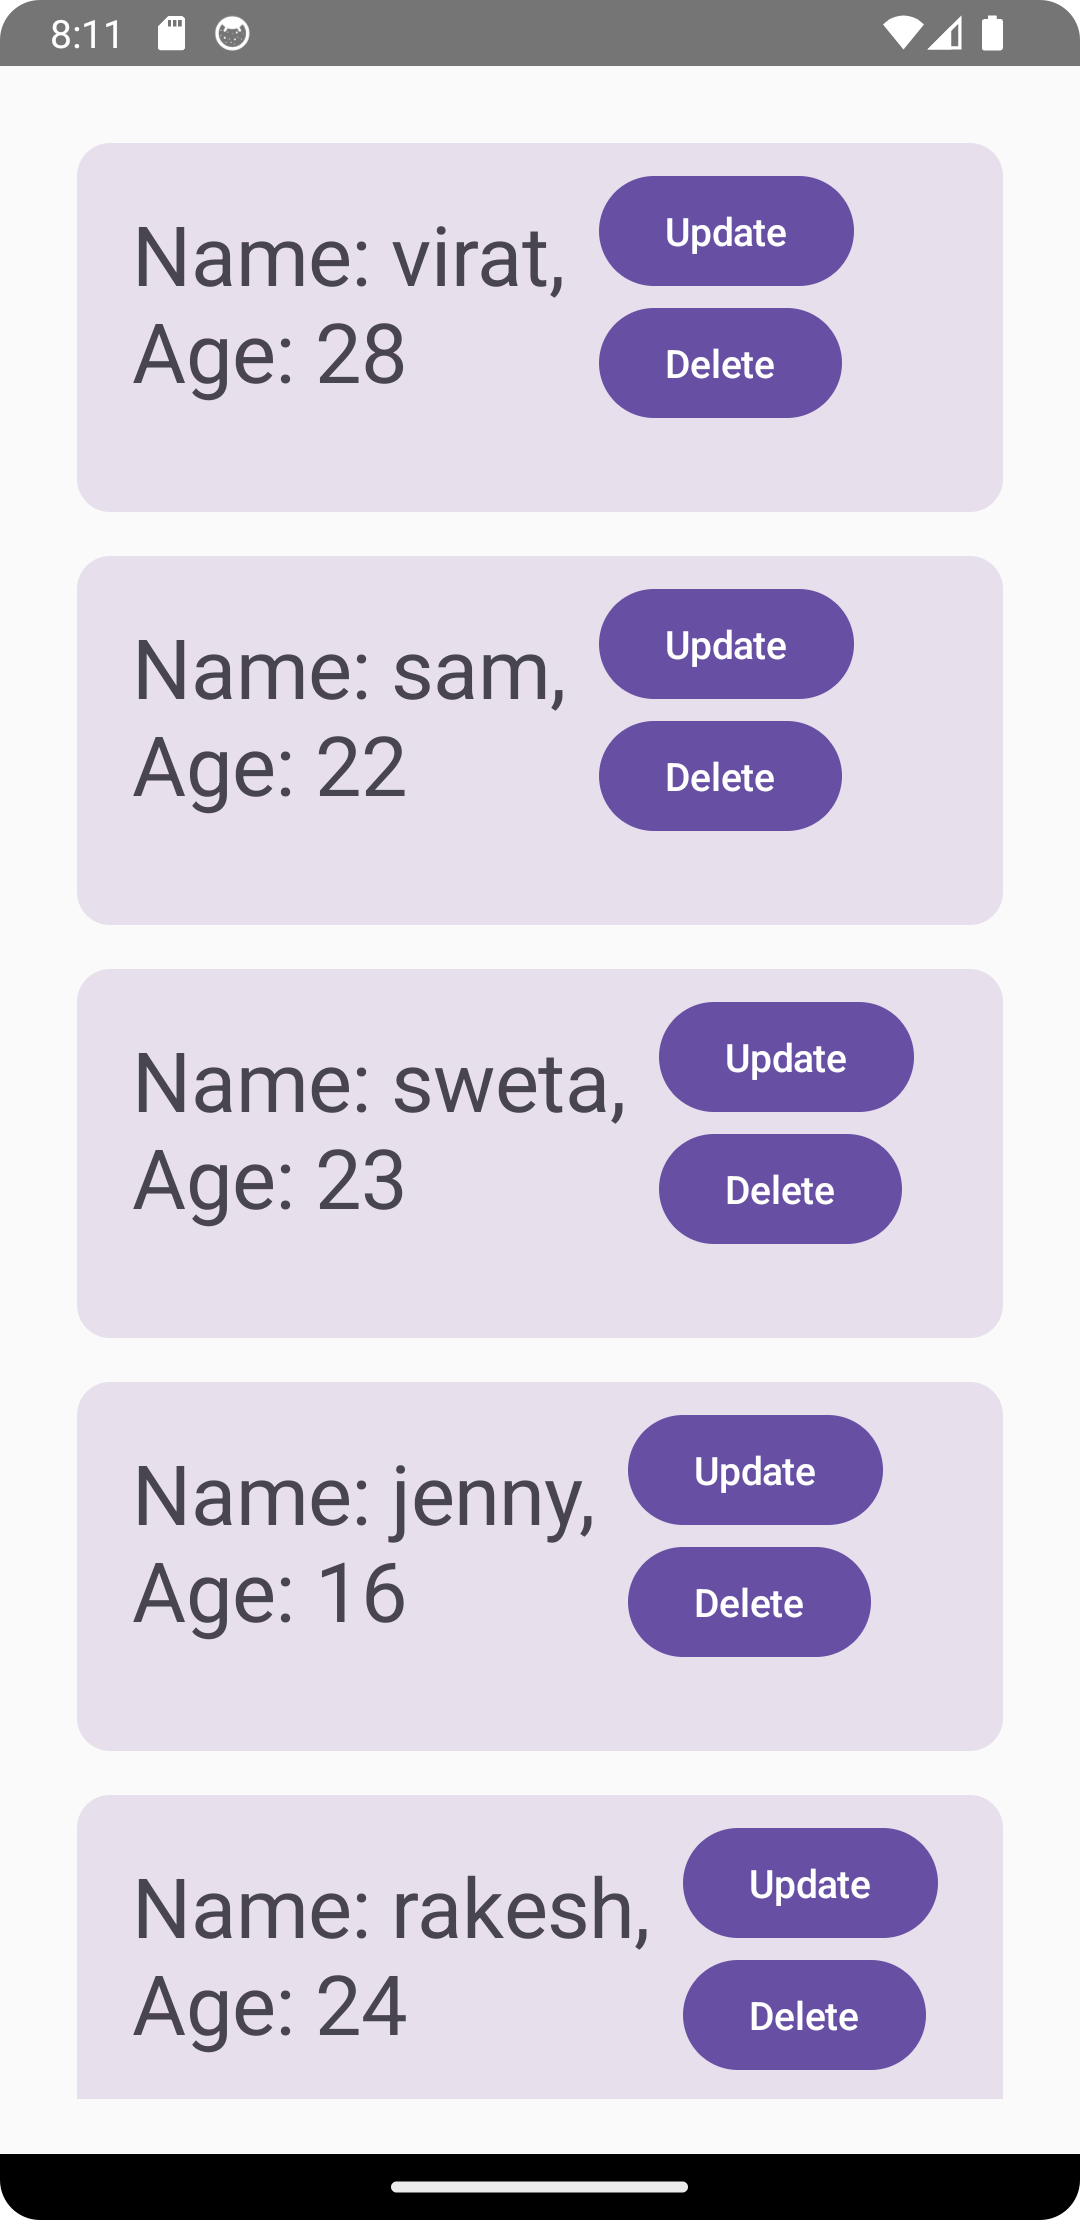 8:11
Name: virat,
Age: 28
Update
Delete
Name: sam,
Age: 22
Update
Delete
Name: sweta,
Age: 23
Update
Delete
Name: jenny,
Age: 16
Update
Delete
Name: rakesh,
Age: 24
Update
Delete